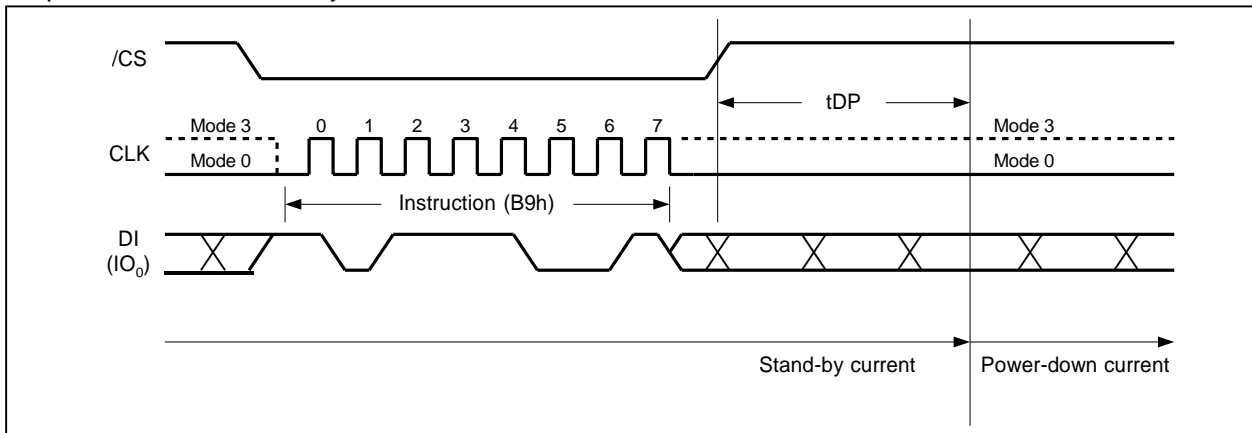 /CS
tDP
0 1 2 3 4 5 6 7
Mode 3 Mode 3
CLK
Mode 0 Mode 0
Instruction (B9h)
DI
(IO₀)
Stand-by current Power-down current